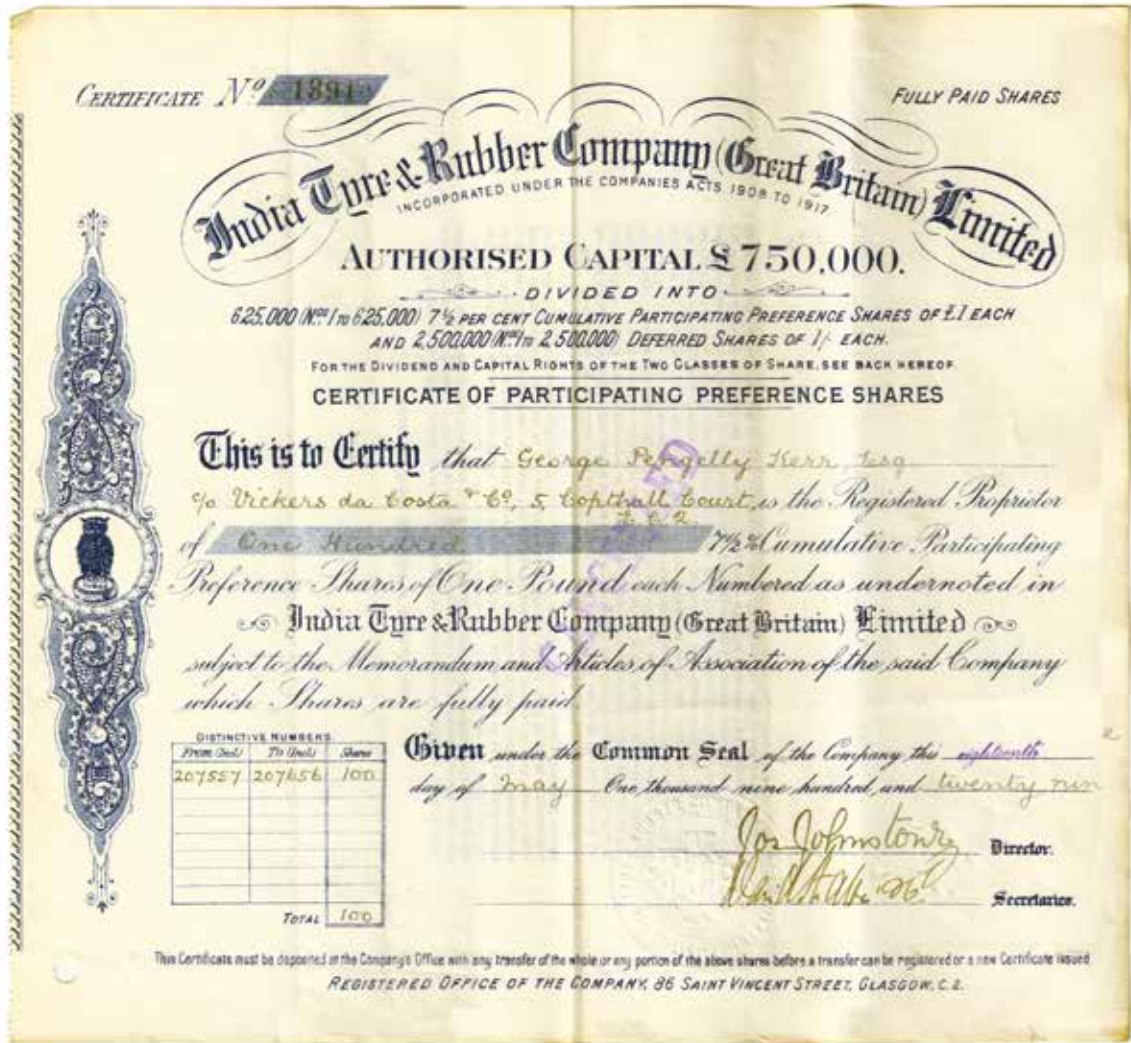 CERTIFICATE Nº 1891
FULLY PAID SHARES
India Tyre & Rubber Company (Great Britain) Limited
INCORPORATED UNDER THE COMPANIES ACTS 1908 TO 1917
AUTHORISED CAPITAL £750,000.
DIVIDED INTO
625,000 (Nos 1 TO 625,000) 7½ PER CENT CUMULATIVE PARTICIPATING PREFERENCE SHARES OF £1 EACH
AND 2,500,000 (Nos 1 TO 2,500,000) DEFERRED SHARES OF 1/- EACH.
FOR THE DIVIDEND AND CAPITAL RIGHTS OF THE TWO CLASSES OF SHARE, SEE BACK HEREOF.
CERTIFICATE OF PARTICIPATING PREFERENCE SHARES
This is to Certify that George Pengelly Kerr, Esq
c/o Vickers da Costa & Co, 5, Copthall Court, is the Registered Proprietor
E.C.2.
of One Hundred 7½% Cumulative Participating
Preference Shares of One Pound each Numbered as undernoted in
India Tyre & Rubber Company (Great Britain) Limited
subject to the Memorandum and Articles of Association of the said Company
which Shares are fully paid.
CANCELLED
DISTINCTIVE NUMBERS
From (Incl) To (Incl) Shares
207557 207656 100
TOTAL 100
Given under the Common Seal of the Company this eighteenth
day of May One thousand nine hundred and twenty nin
Jos Johnston
Director.
Secretaries.
This Certificate must be deposited at the Company's Office with any transfer of the whole or any portion of the above shares before a transfer can be registered or a new Certificate issued
REGISTERED OFFICE OF THE COMPANY, 86 SAINT VINCENT STREET, GLASGOW, C.2.